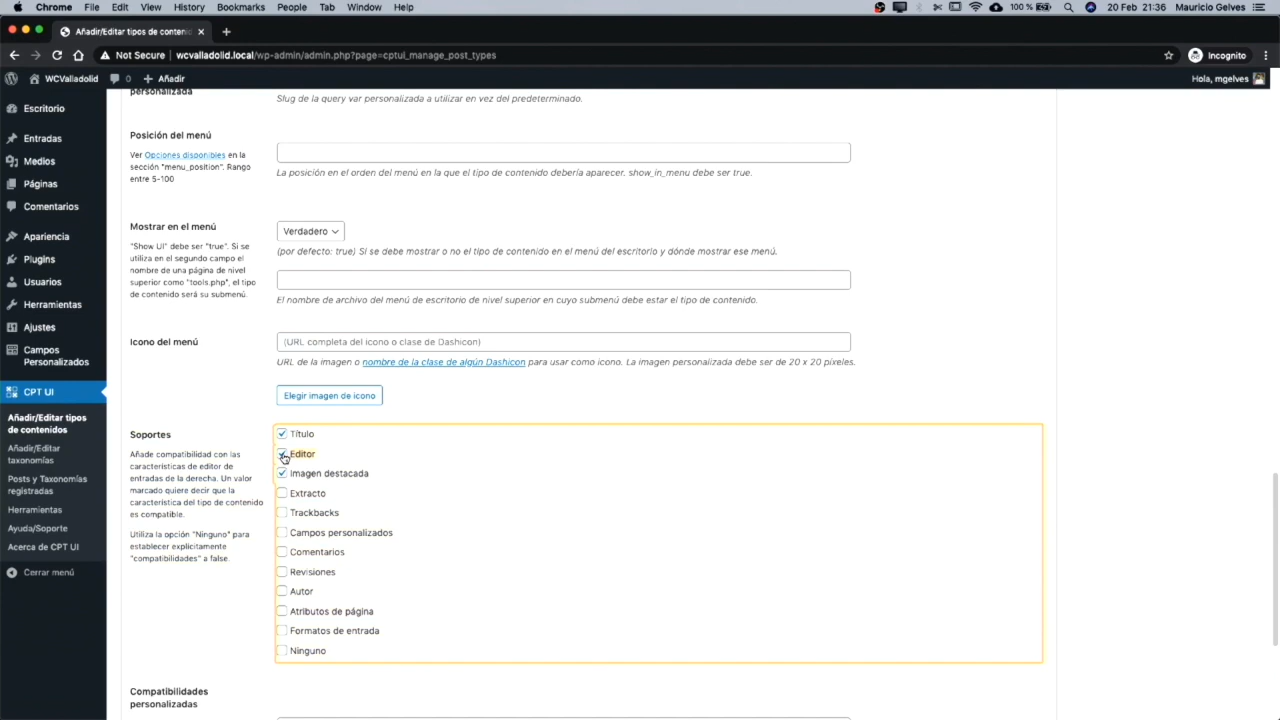 Chrome File Edit View History Bookmarks People Tab Window Help 100 % 20 Feb 21:36 Mauricio Gelves
Añadir/Editar tipos de contenid
Not Secure wcvalladolid.local/wp-admin/admin.php?page=cptui_manage_post_types Incognito
WCValladolid 0 Añadir Hola, mgelves
Escritorio
Entradas
Medios
Páginas
Comentarios
Apariencia
Plugins
Usuarios
Herramientas
Ajustes
Campos
Personalizados
CPT UI
Añadir/Editar tipos
de contenidos
Añadir/Editar
taxonomías
Posts y Taxonomías
registradas
Herramientas
Ayuda/Soporte
Acerca de CPT UI
Cerrar menú
personalizada
Slug de la query var personalizada a utilizar en vez del predeterminado.
Posición del menú
Ver Opciones disponibles en la
sección "menu_position". Rango
entre 5-100
La posición en el orden del menú en la que el tipo de contenido debería aparecer. show_in_menu debe ser true.
Mostrar en el menú
"Show UI" debe ser "true". Si se
utiliza en el segundo campo el
nombre de una página de nivel
superior como "tools.php", el tipo
de contenido será su submenú.
Verdadero
(por defecto: true) Si se debe mostrar o no el tipo de contenido en el menú del escritorio y dónde mostrar ese menú.
El nombre de archivo del menú de escritorio de nivel superior en cuyo submenú debe estar el tipo de contenido.
Icono del menú
(URL completa del icono o clase de Dashicon)
URL de la imagen o nombre de la clase de algún Dashicon para usar como icono. La imagen personalizada debe ser de 20 x 20 píxeles.
Elegir imagen de icono
Soportes
Añade compatibilidad con las
características de editor de
entradas de la derecha. Un valor
marcado quiere decir que la
característica del tipo de contenido
es compatible.
Utiliza la opción "Ninguno" para
establecer explícitamente
"compatibilidades" a false.
Título
Editor
Imagen destacada
Extracto
Trackbacks
Campos personalizados
Comentarios
Revisiones
Autor
Atributos de página
Formatos de entrada
Ninguno
Compatibilidades
personalizadas